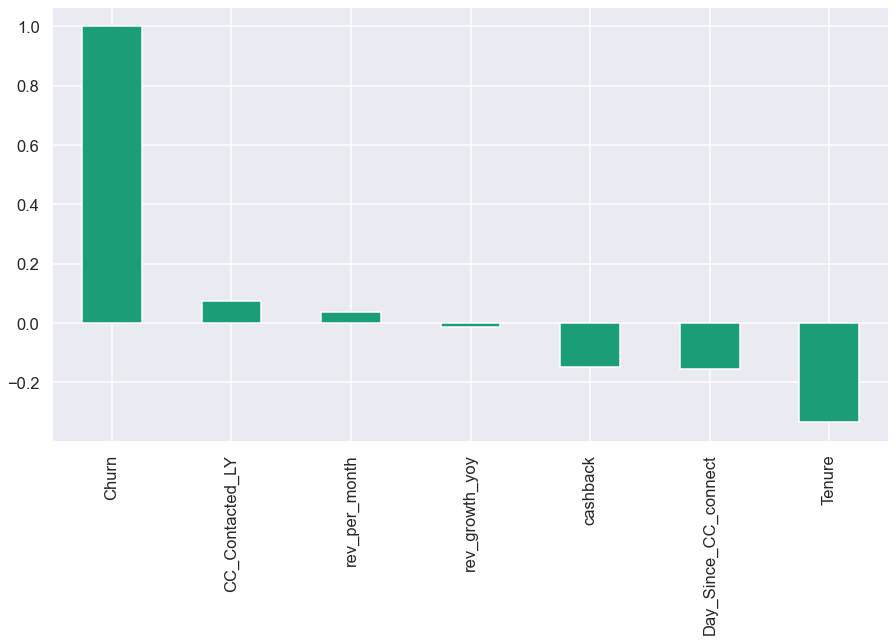 1.0
0.8
0.6
0.4
0.2
0.0
−0.2
Churn
CC_Contacted_LY
rev_per_month
rev_growth_yoy
cashback
Day_Since_CC_connect
Tenure